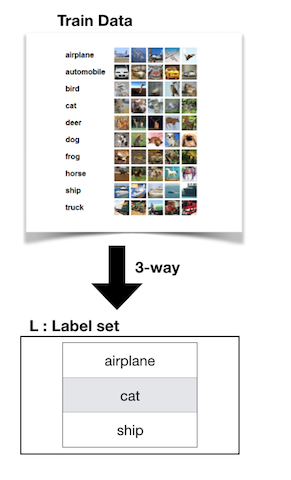 Train Data
airplane
automobile
bird
cat
deer
dog
frog
horse
ship
truck
3-way
L : Label set
airplane
cat
ship